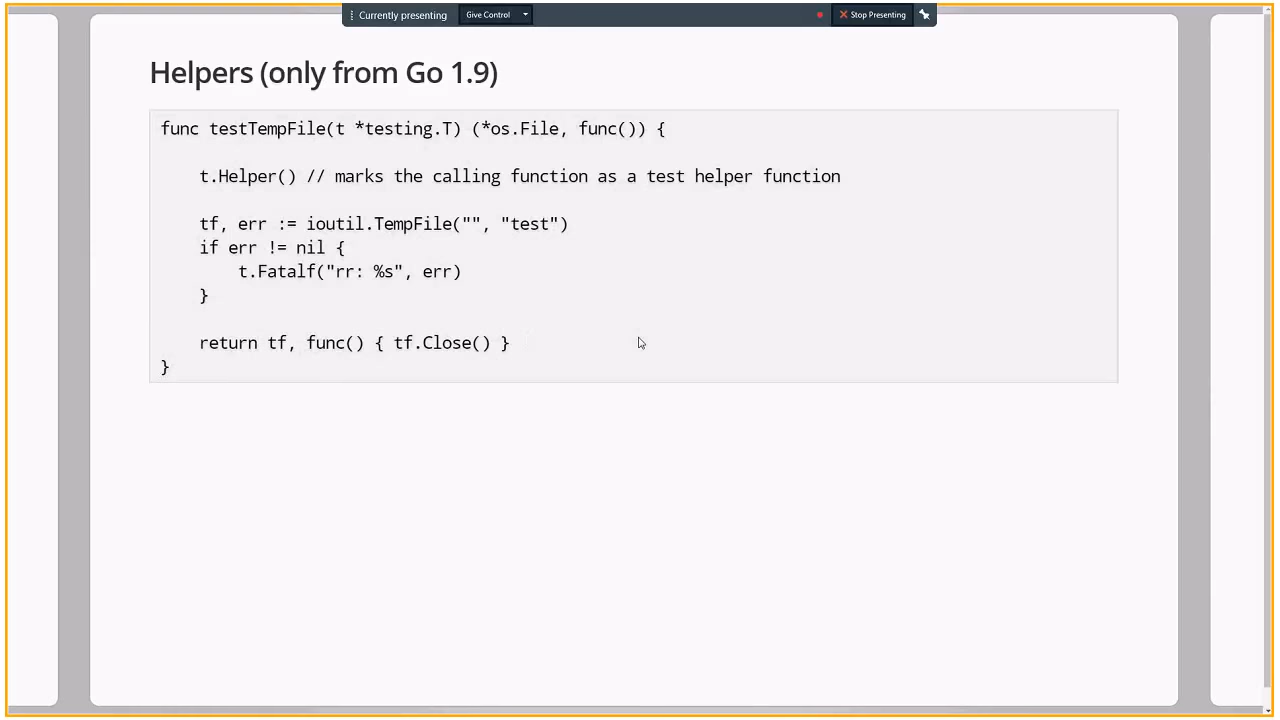 Currently presenting
Give Control
Stop Presenting
Helpers (only from Go 1.9)
func testTempFile(t *testing.T) (*os.File, func()) {
t.Helper() // marks the calling function as a test helper function
tf, err := ioutil.TempFile("", "test")
if err != nil {
t.Fatalf("rr: %s", err)
}
return tf, func() { tf.Close() }
}